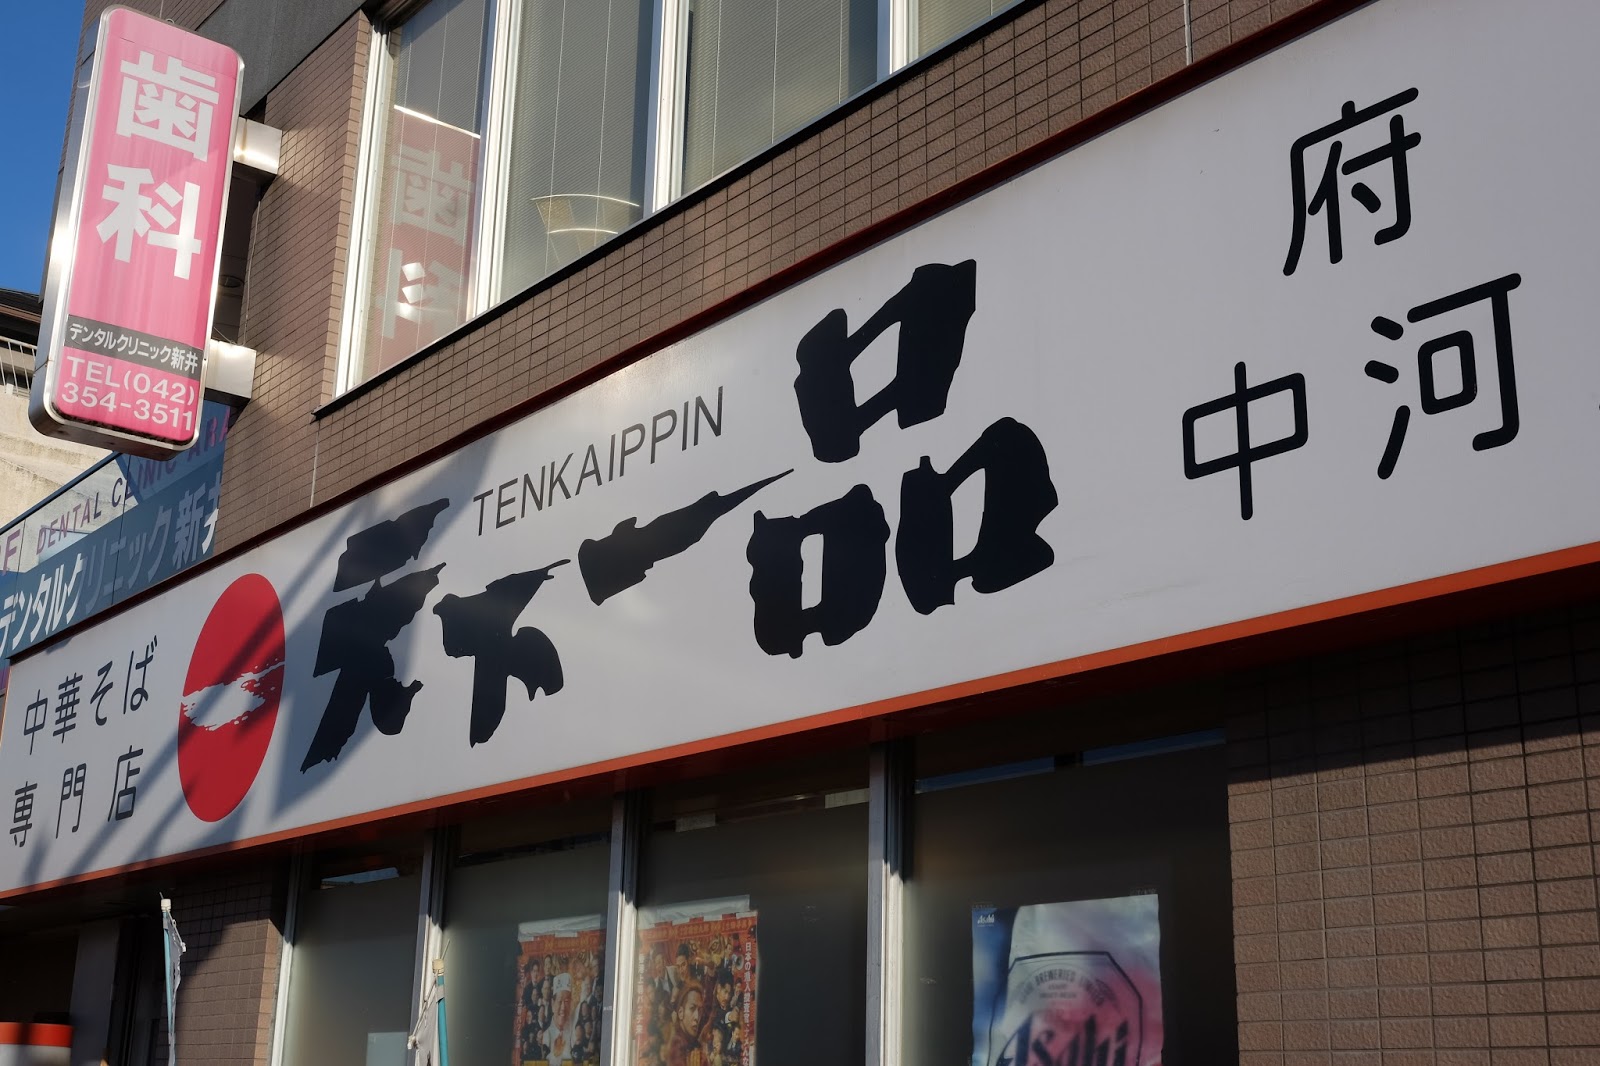 歯科
デンタルクリニック新井
TEL(042)
354-3511
DENTAL CLINIC ARA
デンタルクリニック新井
中華そば
専門店
天下一品
TENKAIPPIN
府
中河
Asahi